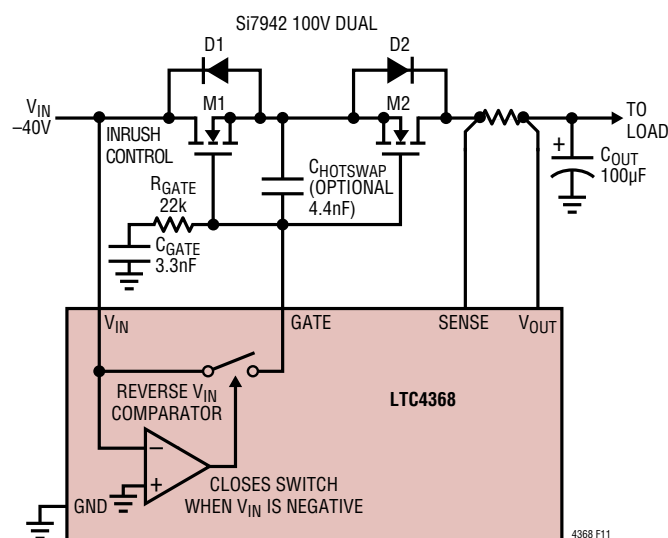 Si7942 100V DUAL
D1
D2
M1
M2
VIN
–40V
INRUSH
CONTROL
TO
LOAD
RGATE
22k
CHOTSWAP
(OPTIONAL
4.4nF)
+
COUT
100µF
CGATE
3.3nF
VIN
GATE
SENSE
VOUT
REVERSE VIN
COMPARATOR
LTC4368
–
+
CLOSES SWITCH
WHEN VIN IS NEGATIVE
GND
4368 F11